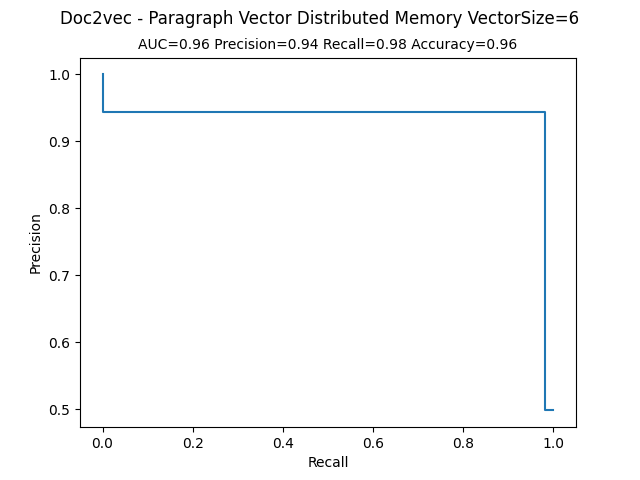 Doc2vec - Paragraph Vector Distributed Memory VectorSize=6
AUC=0.96 Precision=0.94 Recall=0.98 Accuracy=0.96
1.0
0.9
0.8
0.7
0.6
0.5
Precision
0.0 0.2 0.4 0.6 0.8 1.0
Recall